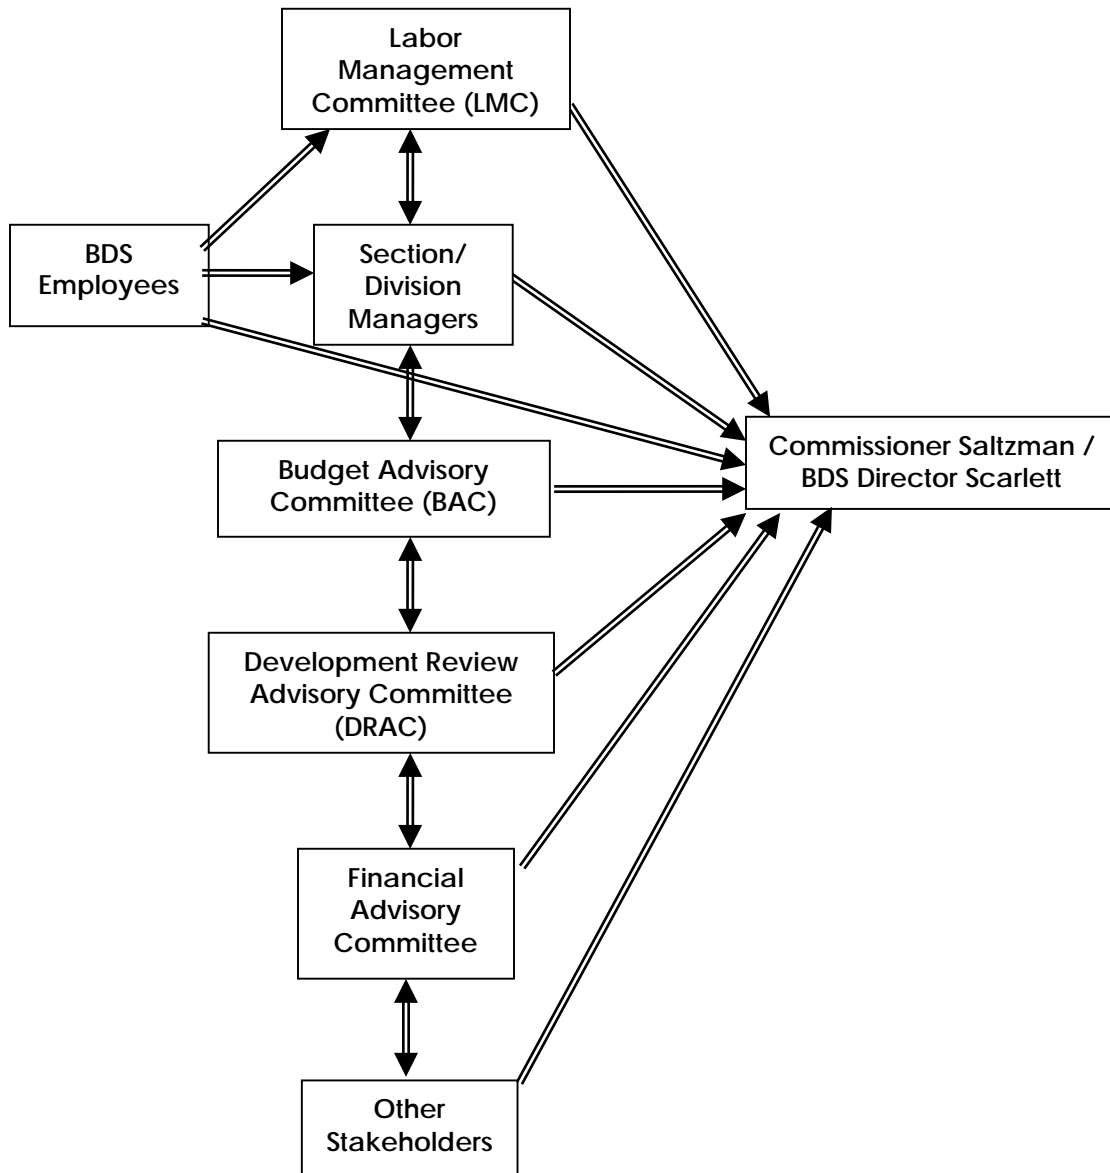 Labor
Management
Committee (LMC)
BDS
Employees
Section/
Division
Managers
Commissioner Saltzman /
BDS Director Scarlett
Budget Advisory
Committee (BAC)
Development Review
Advisory Committee
(DRAC)
Financial
Advisory
Committee
Other
Stakeholders